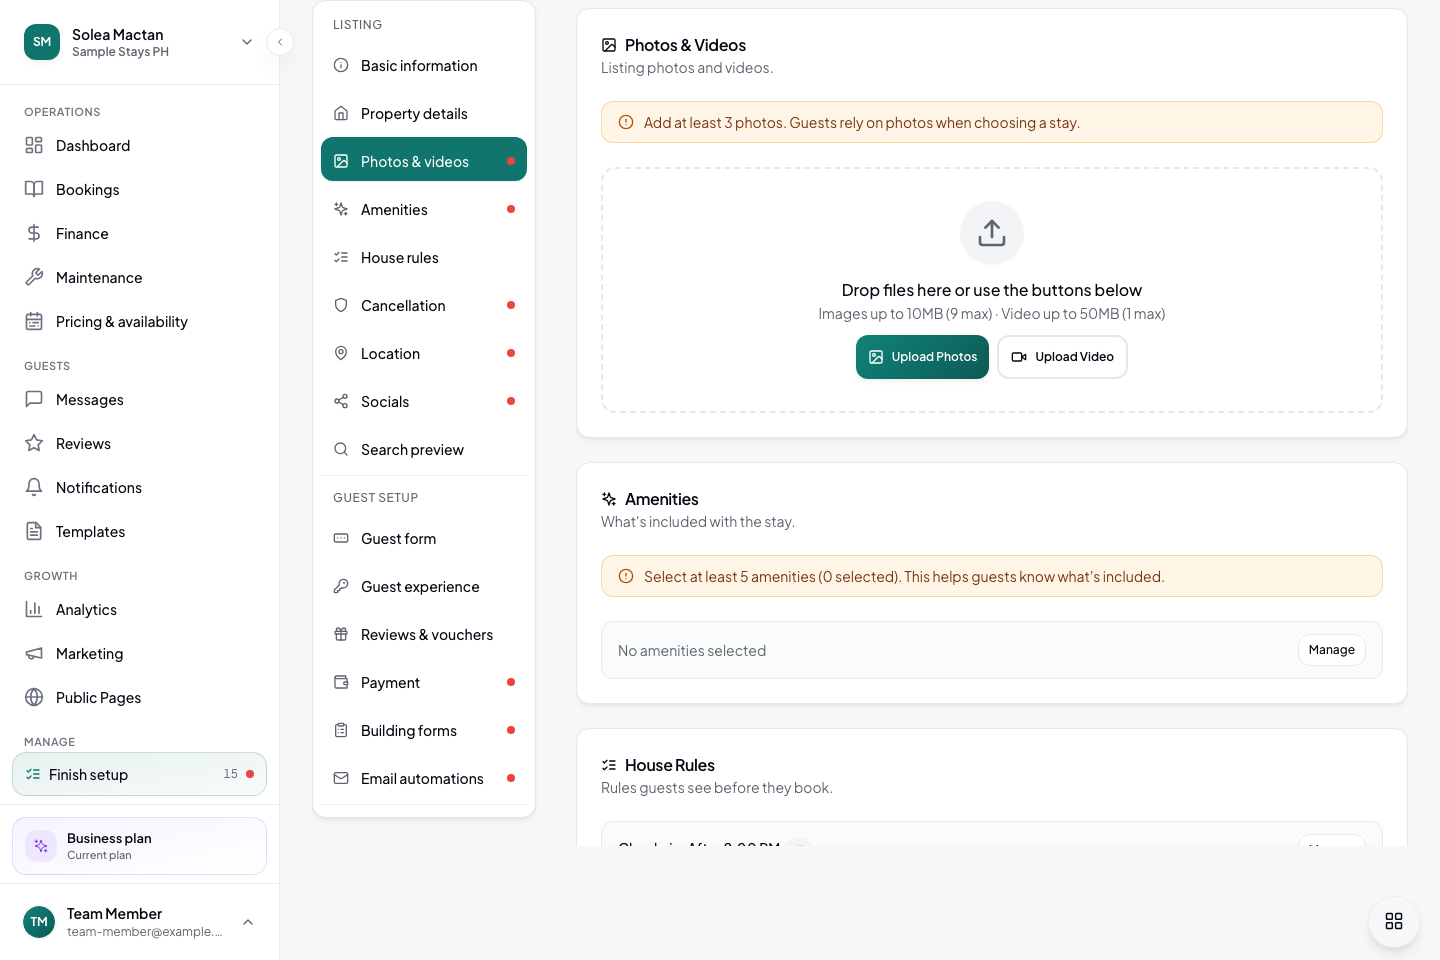 SM
Solea Mactan
Sample Stays PH
OPERATIONS
Dashboard
Bookings
Finance
Maintenance
Pricing & availability
GUESTS
Messages
Reviews
Notifications
Templates
GROWTH
Analytics
Marketing
Public Pages
MANAGE
Finish setup 15
Business plan
Current plan
TM
Team Member
team-member@example....
LISTING
Basic information
Property details
Photos & videos
Amenities
House rules
Cancellation
Location
Socials
Search preview
GUEST SETUP
Guest form
Guest experience
Reviews & vouchers
Payment
Building forms
Email automations
Photos & Videos
Listing photos and videos.
Add at least 3 photos. Guests rely on photos when choosing a stay.
Drop files here or use the buttons below
Images up to 10MB (9 max) · Video up to 50MB (1 max)
Upload Photos
Upload Video
Amenities
What's included with the stay.
Select at least 5 amenities (0 selected). This helps guests know what's included.
No amenities selected
Manage
House Rules
Rules guests see before they book.